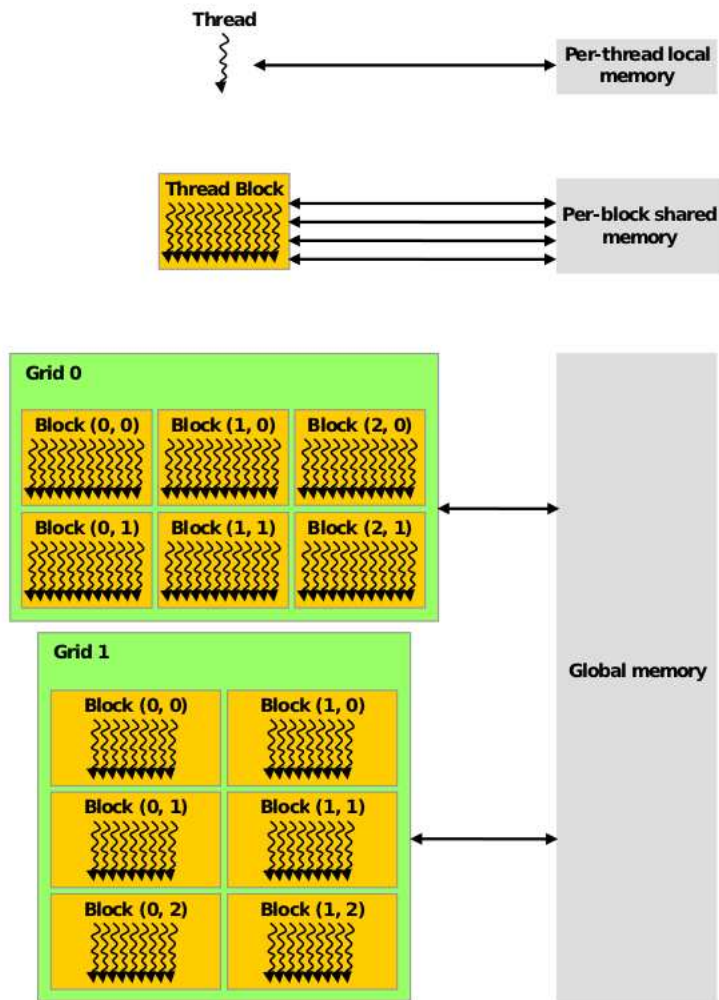 Thread
Per-thread local
memory
Thread Block
Per-block shared
memory
Grid 0
Block (0, 0)
Block (1, 0)
Block (2, 0)
Block (0, 1)
Block (1, 1)
Block (2, 1)
Grid 1
Block (0, 0)
Block (1, 0)
Block (0, 1)
Block (1, 1)
Block (0, 2)
Block (1, 2)
Global memory